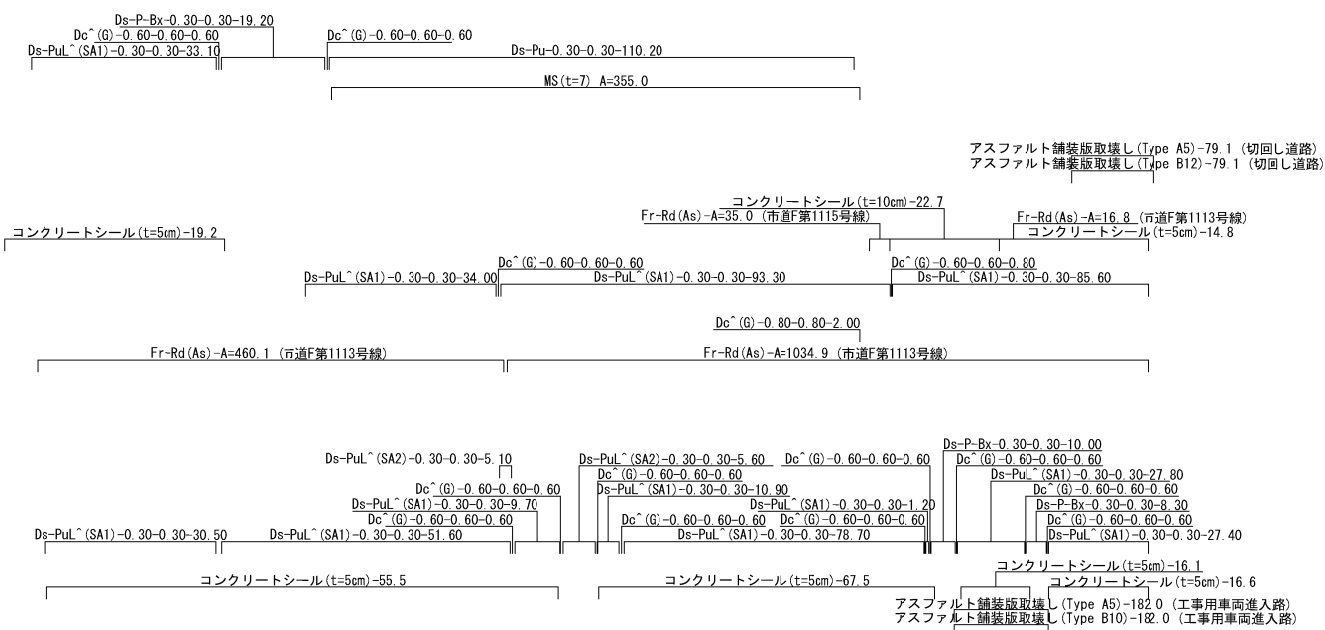 Ds-P-Bx-0.30-0.30-19.20
Dc^(G)-0.60-0.60-0.60
Dc^(G)-0.60-0.60-0.60
Ds-PuL^(SA1)-0.30-0.30-33.10
Ds-Pu-0.30-0.30-110.20
MS(t=7) A=355.0
アスファルト舗装版取壊し(Type A5)-79.1 (切回し道路)
アスファルト舗装版取壊し(Type B12)-79.1 (切回し道路)
コンクリートシール(t=10cm)-22.7
Fr-Rd(As)-A=35.0 (市道F第1115号線)
Fr-Rd(As)-A=16.8 (市道F第1113号線)
コンクリートシール(t=5cm)-19.2
コンクリートシール(t=5cm)-14.8
Dc^(G)-0.60-0.60-0.60
Dc^(G)-0.60-0.60-0.80
Ds-PuL^(SA1)-0.30-0.30-34.00
Ds-PuL^(SA1)-0.30-0.30-93.30
Ds-PuL^(SA1)-0.30-0.30-85.60
Dc^(G)-0.80-0.80-2.00
Fr-Rd(As)-A=460.1 (市道F第1113号線)
Fr-Rd(As)-A=1034.9 (市道F第1113号線)
Ds-P-Bx-0.30-0.30-10.00
Ds-PuL^(SA2)-0.30-0.30-5.10
Ds-PuL^(SA2)-0.30-0.30-5.60
Dc^(G)-0.60-0.60-0.60
Dc^(G)-0.60-0.60-0.60
Dc^(G)-0.60-0.60-0.60
Ds-PuL^(SA1)-0.30-0.30-27.80
Dc^(G)-0.60-0.60-0.60
Ds-PuL^(SA1)-0.30-0.30-10.90
Dc^(G)-0.60-0.60-0.60
Ds-PuL^(SA1)-0.30-0.30-9.70
Ds-PuL^(SA1)-0.30-0.30-1.20
Ds-P-Bx-0.30-0.30-8.30
Dc^(G)-0.60-0.60-0.60
Dc^(G)-0.60-0.60-0.60
Dc^(G)-0.60-0.60-0.60
Dc^(G)-0.60-0.60-0.60
Ds-PuL^(SA1)-0.30-0.30-30.50
Ds-PuL^(SA1)-0.30-0.30-51.60
Ds-PuL^(SA1)-0.30-0.30-78.70
Ds-PuL^(SA1)-0.30-0.30-27.40
コンクリートシール(t=5cm)-16.1
コンクリートシール(t=5cm)-55.5
コンクリートシール(t=5cm)-67.5
コンクリートシール(t=5cm)-16.6
アスファルト舗装版取壊し(Type A5)-182.0 (工事用車両進入路)
アスファルト舗装版取壊し(Type B10)-182.0 (工事用車両進入路)